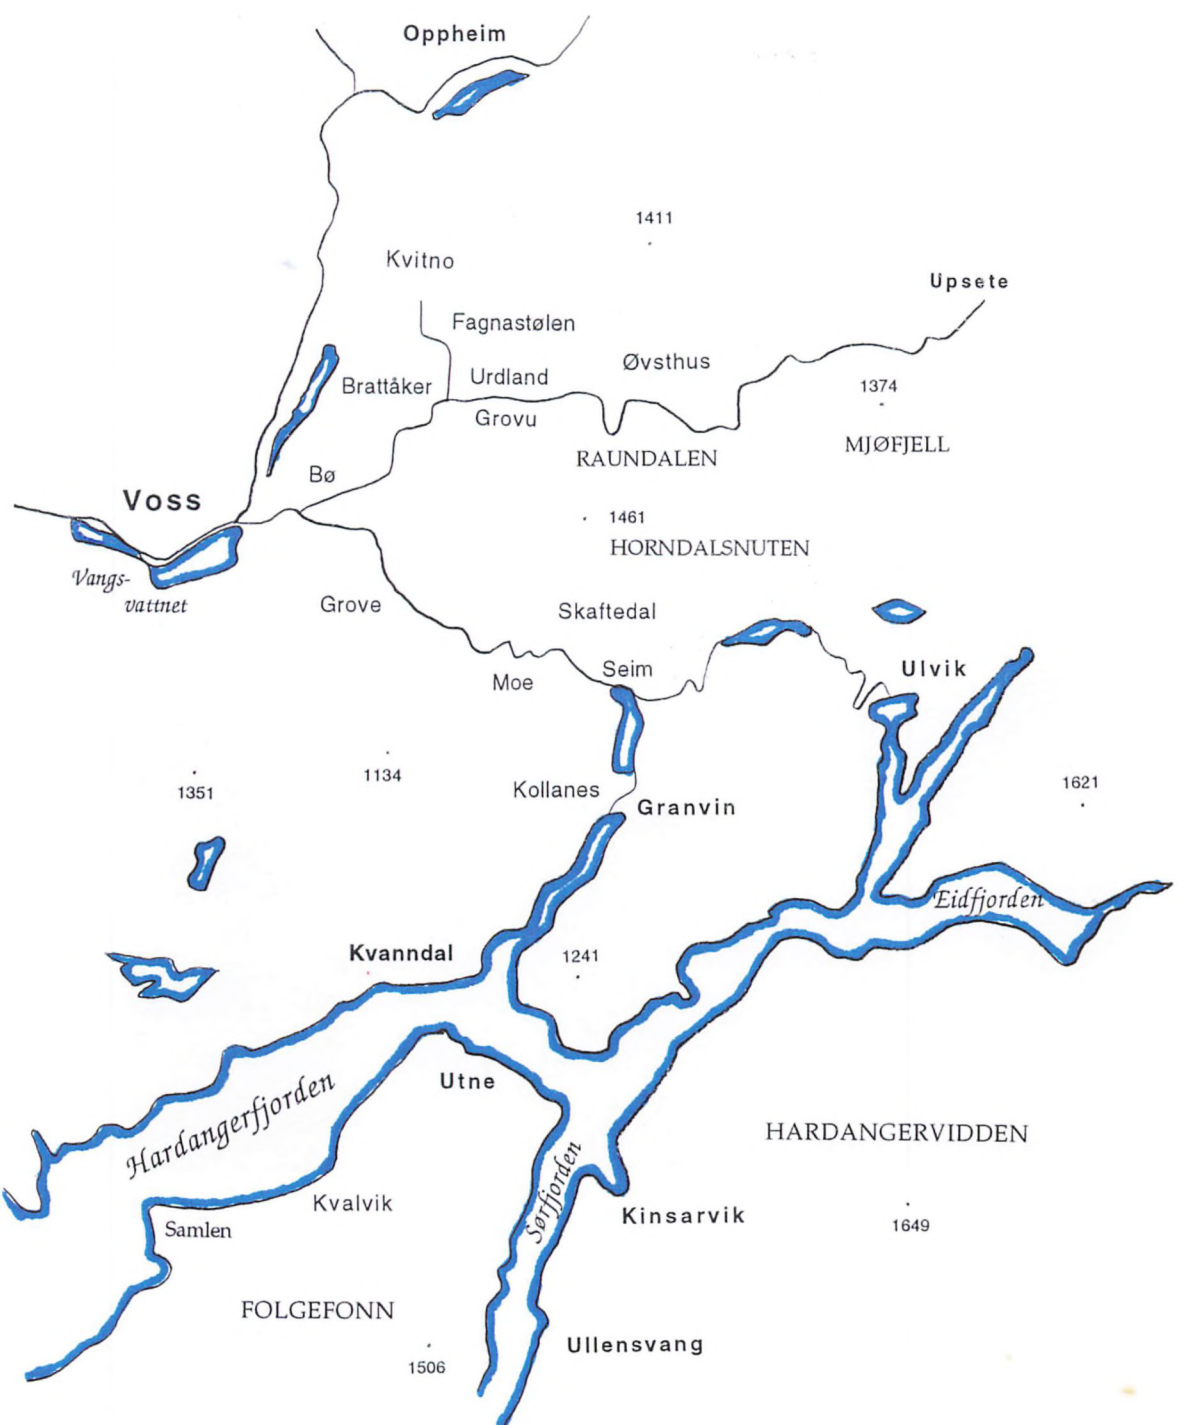 Oppheim
1411
Kvitno
Upsete
Fagnastølen
Øvsthus
Urdland
Brattåker
1374
Grovu
MJØFJELL
RAUNDALEN
Bø
Voss
1461
HORNDALSNUTEN
Vangs-
vattnet
Grove
Skaftedal
Seim
Ulvik
Moe
1134
1351
1621
Kollanes
Granvin
Eidfjorden
Kvanndal
1241
Utne
Hardangerfjorden
HARDANGERVIDDEN
Sørfjorden
Kvalvik
Samlen
Kinsarvik
1649
FOLGEFONN
Ullensvang
1506